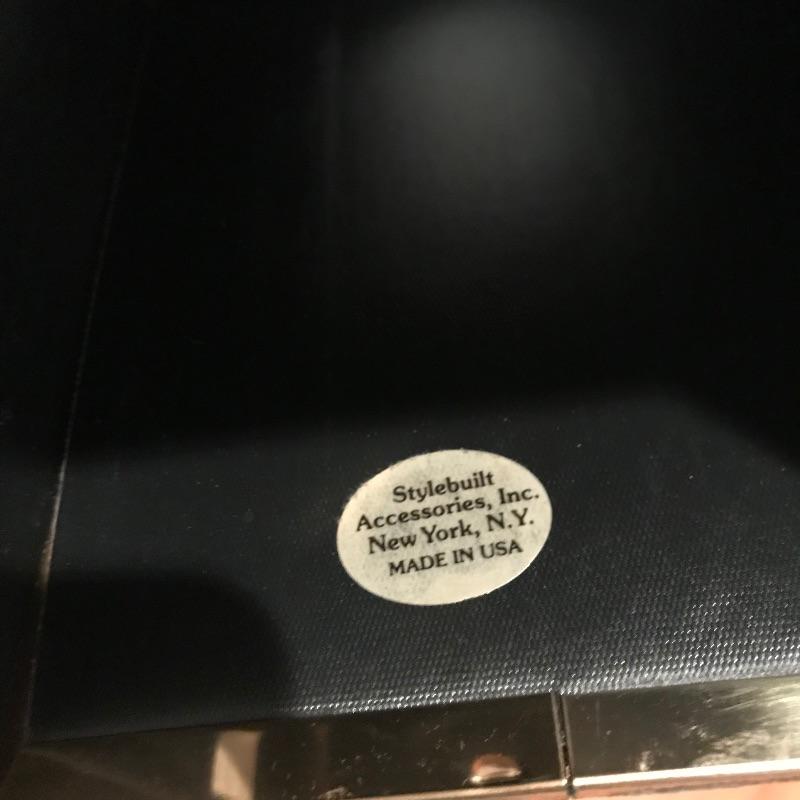 Stylebuilt
Accessories, Inc.
New York, N.Y.
MADE IN USA